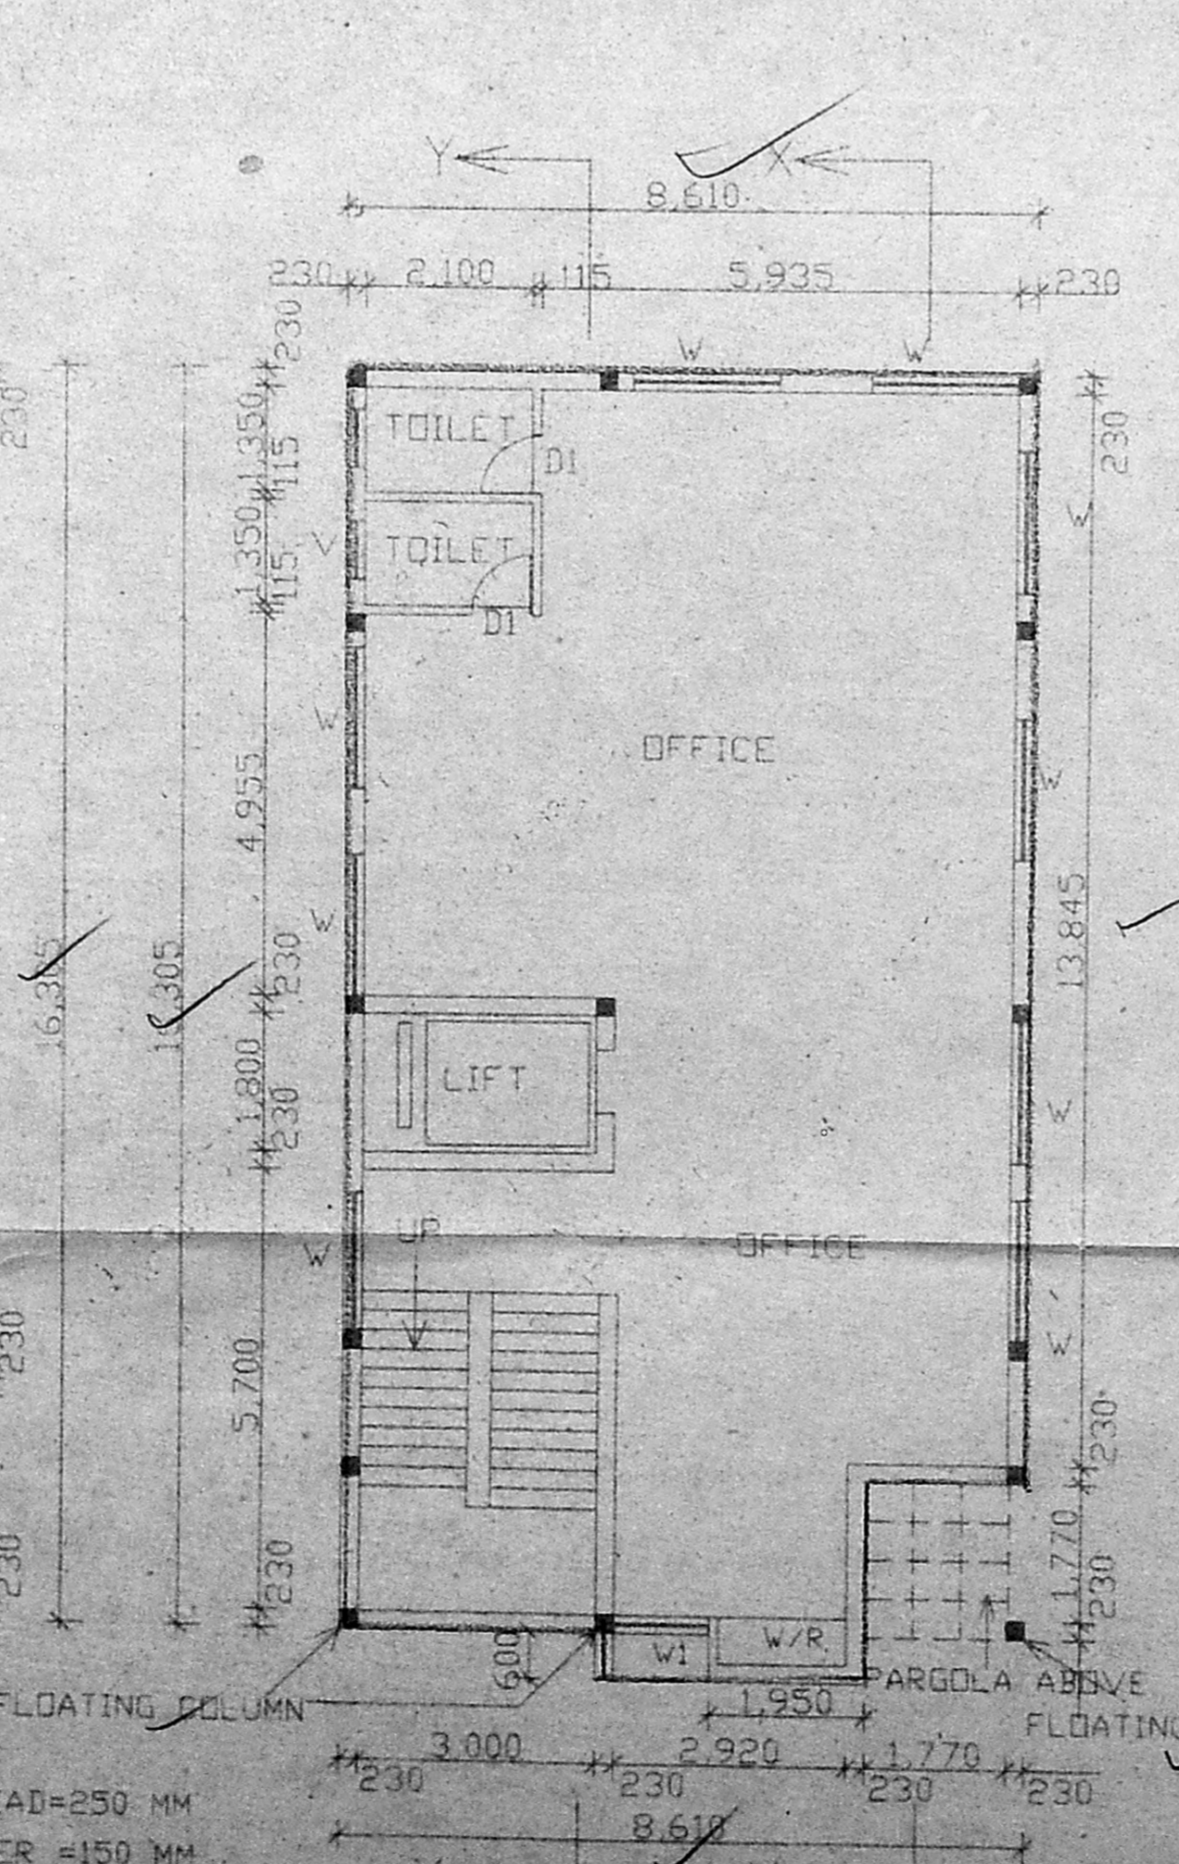 Y X
8,610
230 2,100 115 5,935 230
230
W W
1,350
115
230
230
TOILET
D1
W
1,350
115
V
TOILET
D1
W
OFFICE
W
4,955
13,845
W
230
16,305
LIFT
1,800
230
W
UP
OFFICE
W
230
5,700
W
230
1,770
230
230
230
600
W1
W/R
PARGOLA ABOVE
FLOATING COLUMN
1,950
FLOATING
3,000 2,920 1,770
230 230 230 230
EAD=250 MM
8,610
ER =150 MM